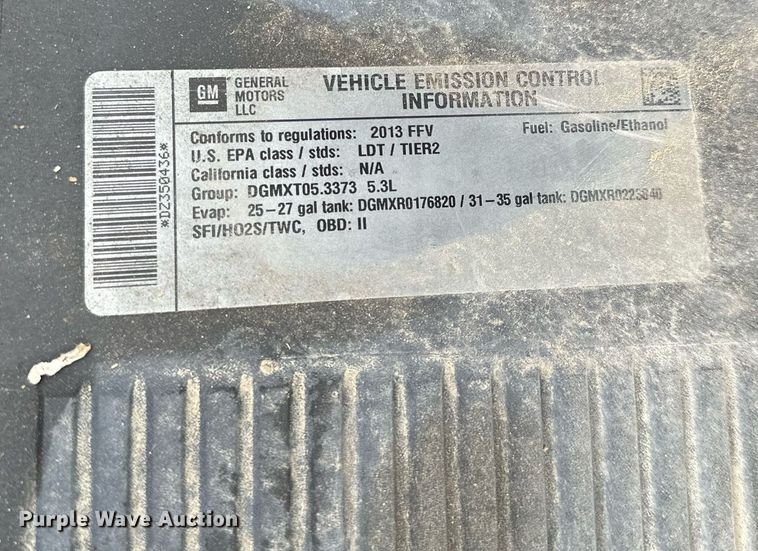 GM
GENERAL MOTORS LLC
VEHICLE EMISSION CONTROL INFORMATION
Conforms to regulations: 2013 FFV Fuel: Gasoline/Ethanol
U.S. EPA class / stds: LDT / TIER2
California class / stds: N/A
Group: DGMXT05.3373 5.3L
Evap: 25-27 gal tank: DGMXR0176820 / 31-35 gal tank:
SFI/HO2S/TWC, OBD: II
*DZ350436*
Purple Wave Auction